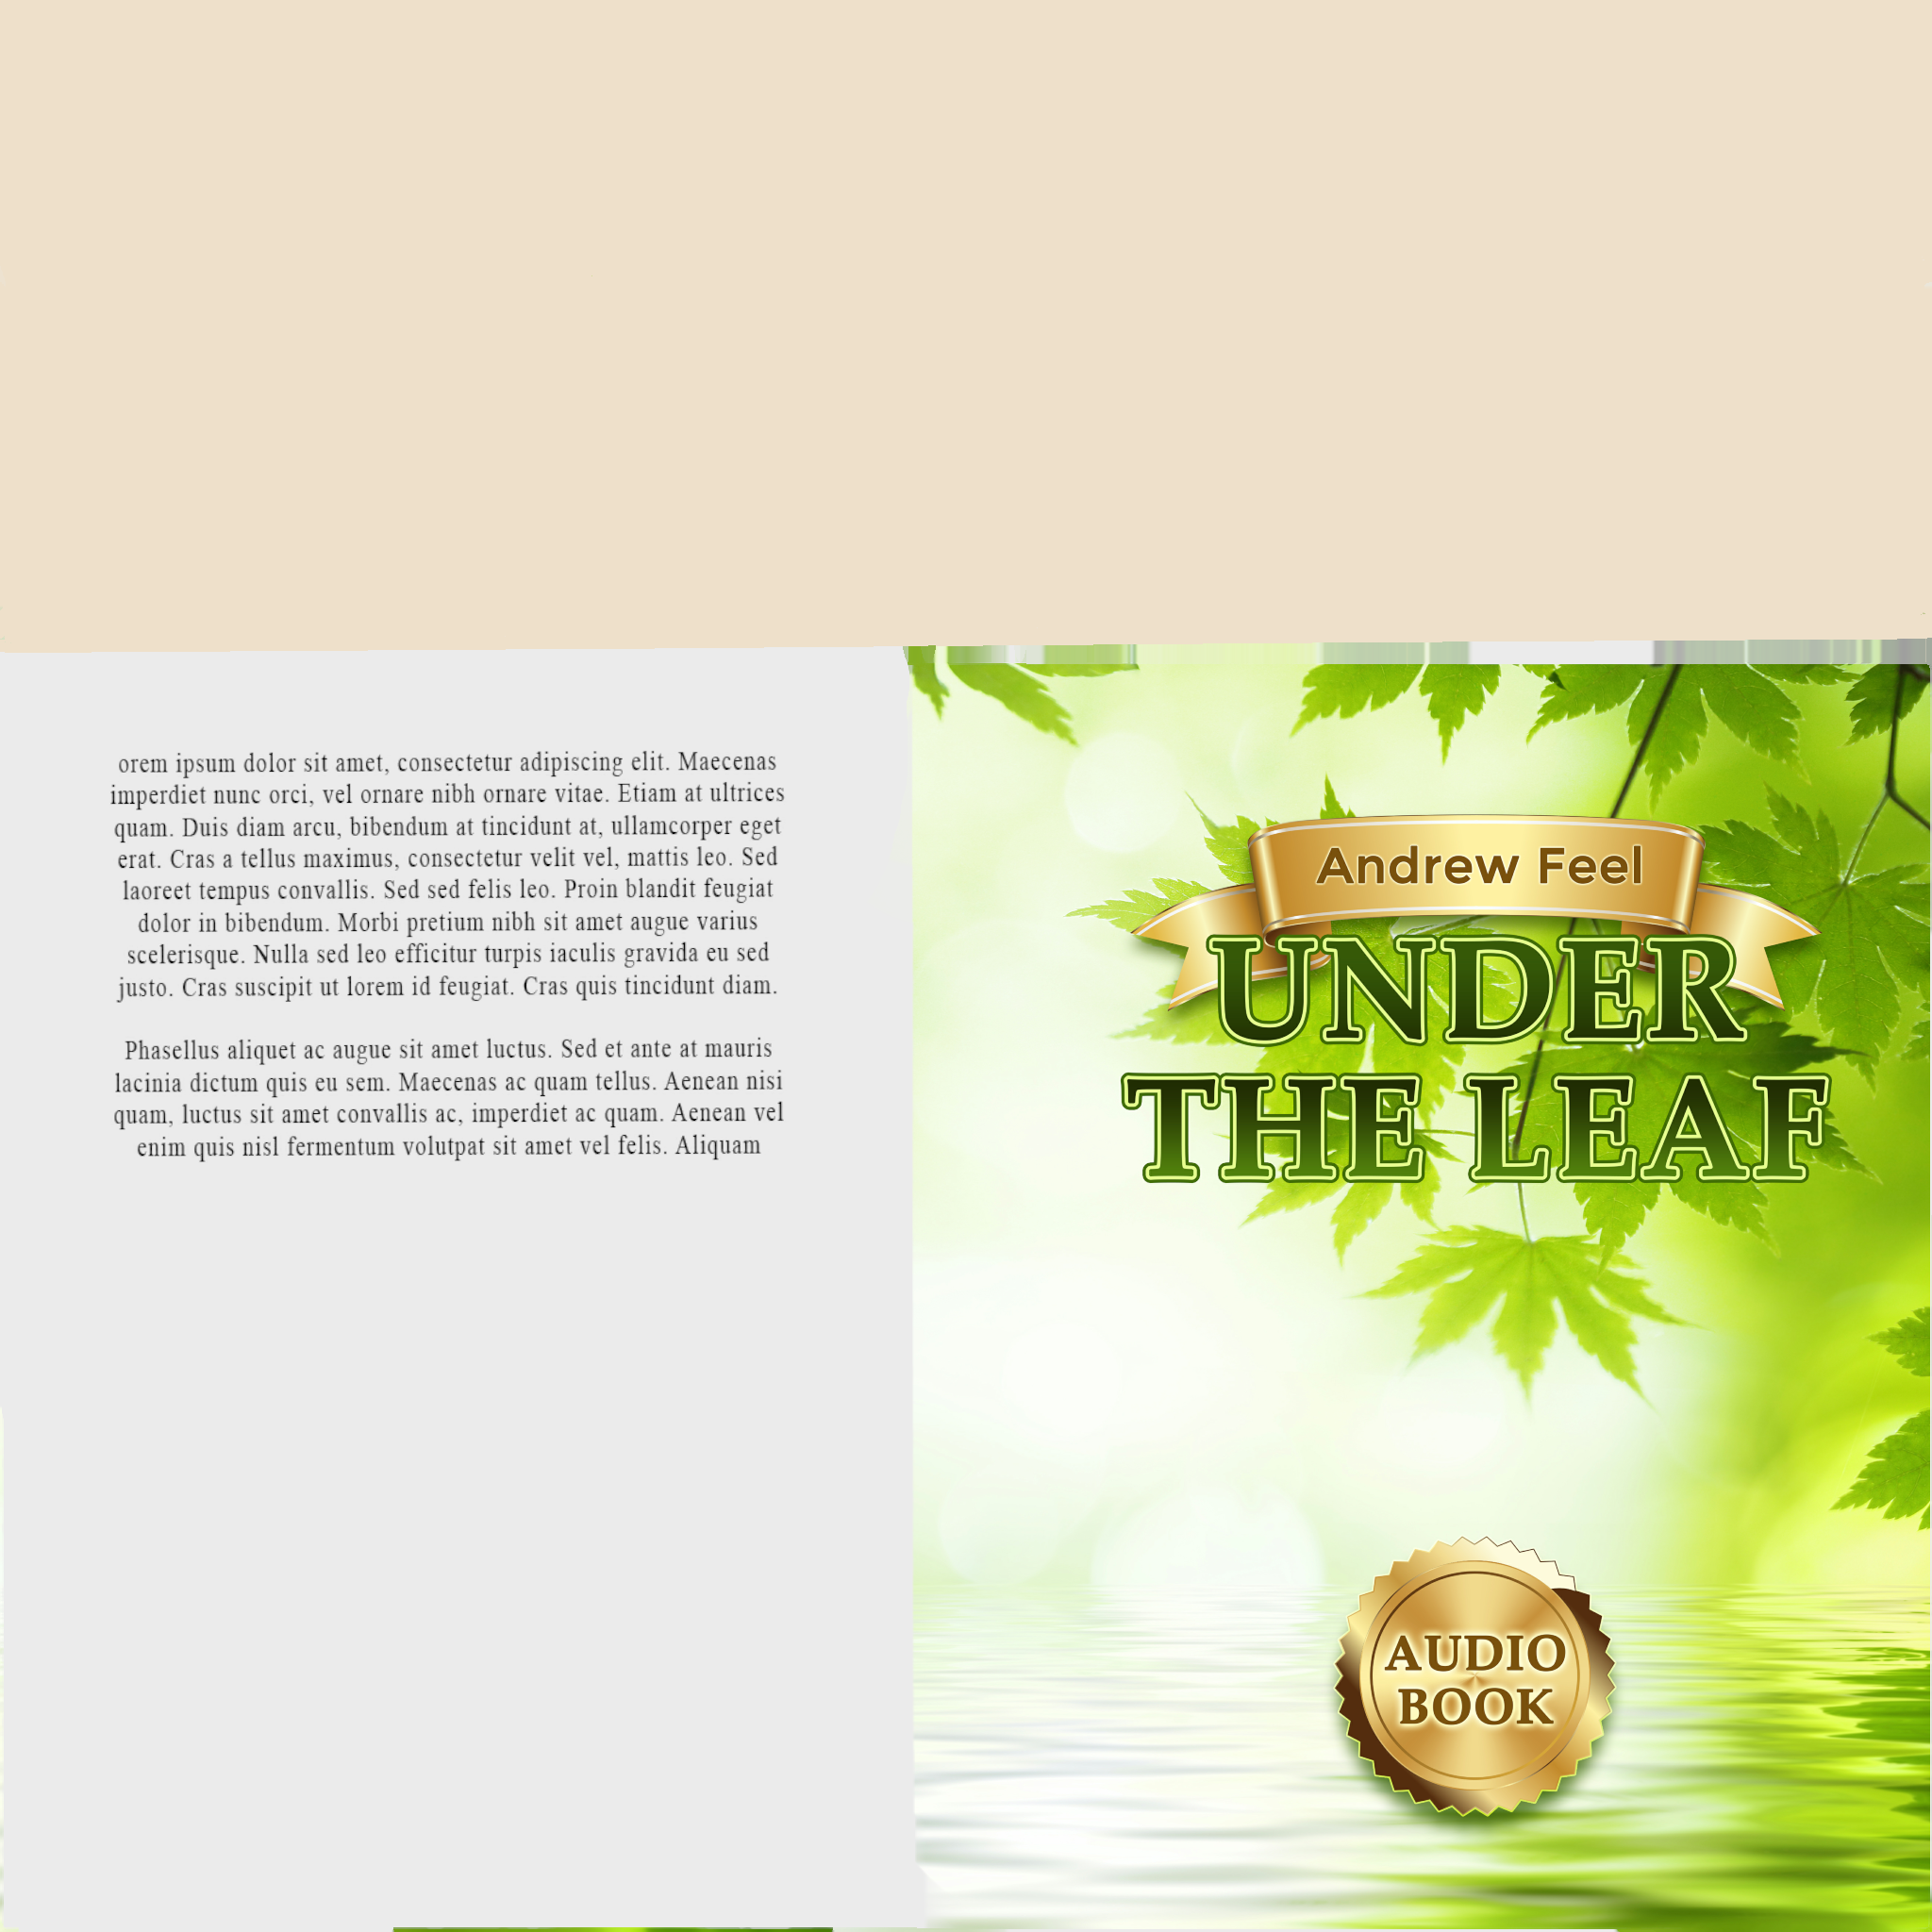 orem ipsum dolor sit amet, consectetur adipiscing elit. Maecenas
imperdiet nunc orci, vel ornare nibh ornare vitae. Etiam at ultrices
quam. Duis diam arcu, bibendum at tincidunt at, ullamcorper eget
erat. Cras a tellus maximus, consectetur velit vel, mattis leo. Sed
laoreet tempus convallis. Sed sed felis leo. Proin blandit feugiat
dolor in bibendum. Morbi pretium nibh sit amet augue varius
scelerisque. Nulla sed leo efficitur turpis iaculis gravida eu sed
justo. Cras suscipit ut lorem id feugiat. Cras quis tincidunt diam.
Phasellus aliquet ac augue sit amet luctus. Sed et ante at mauris
lacinia dictum quis eu sem. Maecenas ac quam tellus. Aenean nisi
quam, luctus sit amet convallis ac, imperdiet ac quam. Aenean vel
enim quis nisl fermentum volutpat sit amet vel felis. Aliquam
Andrew Feel
UNDER
THE LEAF
AUDIO
BOOK